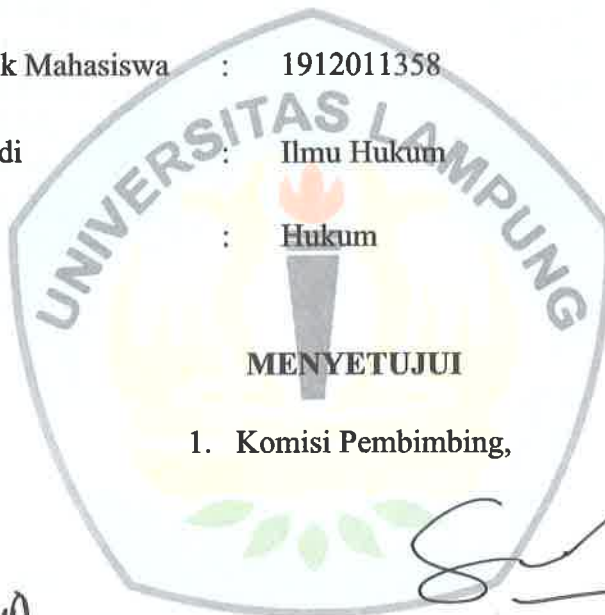 k Mahasiswa : 1912011358
UNIVERSITAS LAMPUNG
di : Ilmu Hukum
: Hukum
MENYETUJUI
1. Komisi Pembimbing,